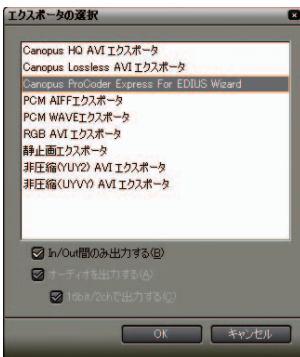 エクスポータの選択
Canopus HQ AVI エクスポータ
Canopus Lossless AVI エクスポータ
Canopus ProCoder Express For EDIUS Wizard
PCM AIFFエクスポータ
PCM WAVEエクスポータ
RGB AVI エクスポータ
静止画エクスポータ
非圧縮(YUY2) AVI エクスポータ
非圧縮(UYVY) AVI エクスポータ
In/Out間のみ出力する(B)
オーディオを出力する(A)
16bit/2chで出力する(C)
OK
キャンセル